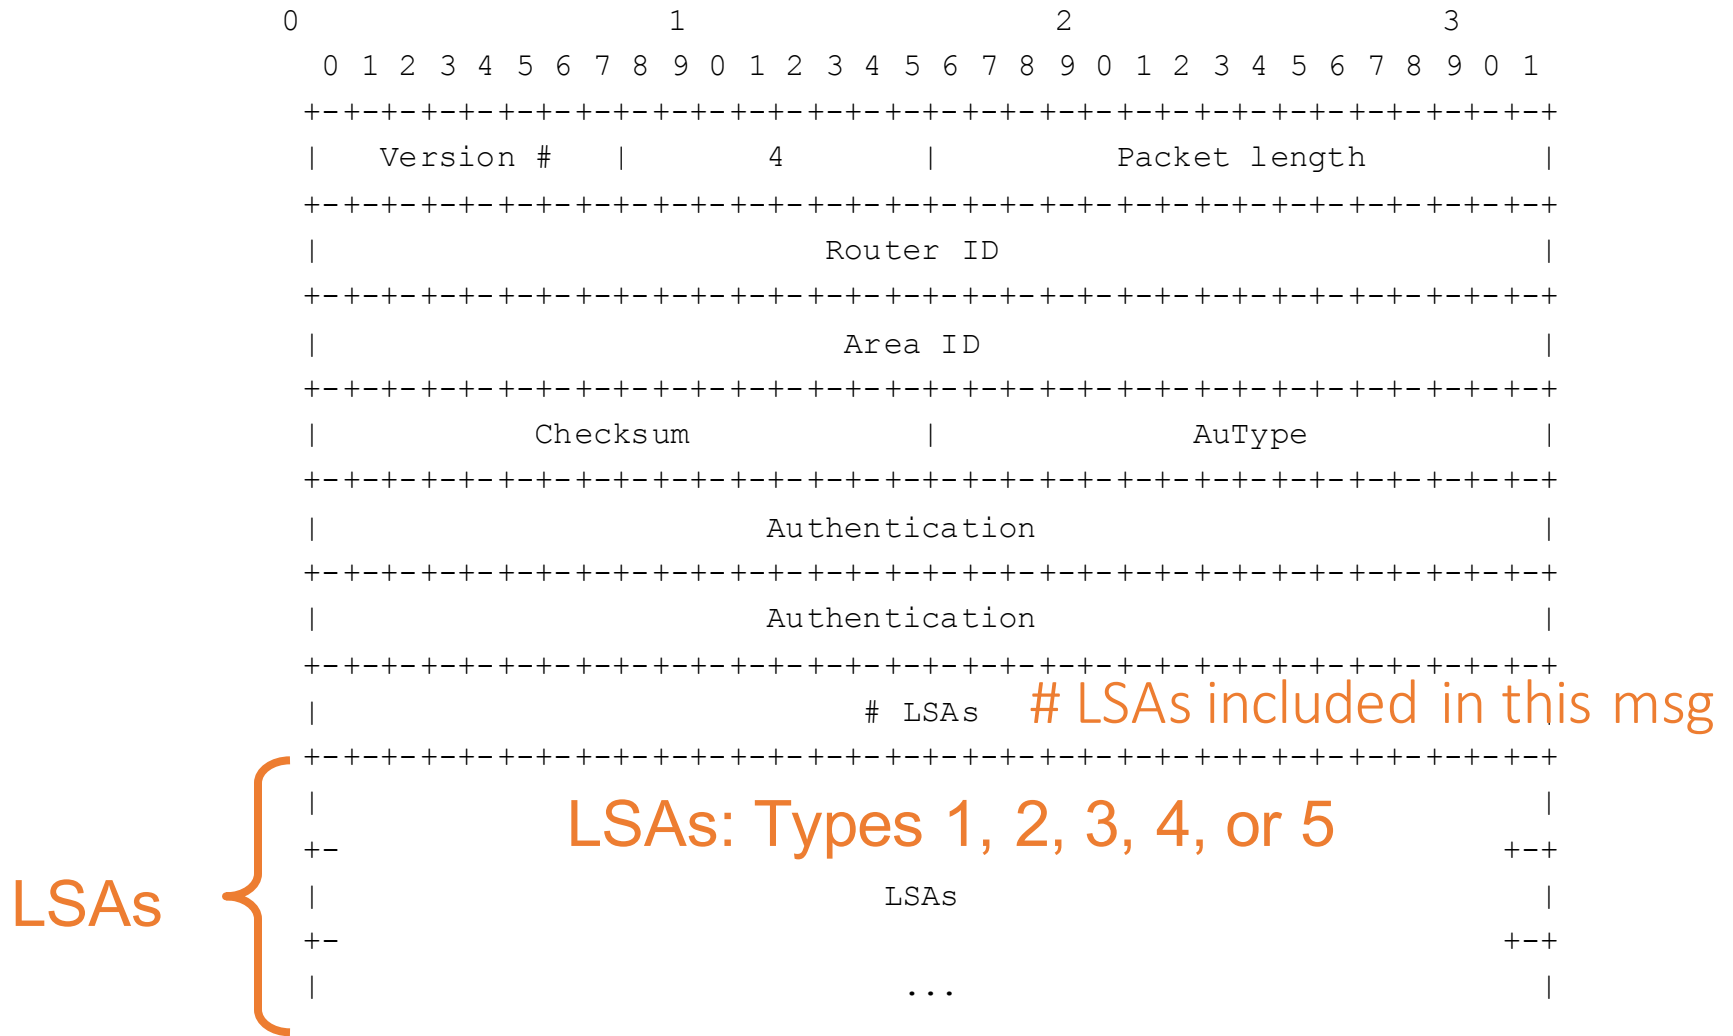 0                   1                   2                   3
0 1 2 3 4 5 6 7 8 9 0 1 2 3 4 5 6 7 8 9 0 1 2 3 4 5 6 7 8 9 0 1
+-+-+-+-+-+-+-+-+-+-+-+-+-+-+-+-+-+-+-+-+-+-+-+-+-+-+-+-+-+-+-+-+
|   Version #   |       4       |         Packet length         |
+-+-+-+-+-+-+-+-+-+-+-+-+-+-+-+-+-+-+-+-+-+-+-+-+-+-+-+-+-+-+-+-+
|                          Router ID                            |
+-+-+-+-+-+-+-+-+-+-+-+-+-+-+-+-+-+-+-+-+-+-+-+-+-+-+-+-+-+-+-+-+
|                           Area ID                             |
+-+-+-+-+-+-+-+-+-+-+-+-+-+-+-+-+-+-+-+-+-+-+-+-+-+-+-+-+-+-+-+-+
|           Checksum            |             AuType            |
+-+-+-+-+-+-+-+-+-+-+-+-+-+-+-+-+-+-+-+-+-+-+-+-+-+-+-+-+-+-+-+-+
|                       Authentication                          |
+-+-+-+-+-+-+-+-+-+-+-+-+-+-+-+-+-+-+-+-+-+-+-+-+-+-+-+-+-+-+-+-+
|                       Authentication                          |
+-+-+-+-+-+-+-+-+-+-+-+-+-+-+-+-+-+-+-+-+-+-+-+-+-+-+-+-+-+-+-+-+
|                            # LSAs                             |
# LSAs included in this msg
+-+-+-+-+-+-+-+-+-+-+-+-+-+-+-+-+-+-+-+-+-+-+-+-+-+-+-+-+-+-+-+-+
|                                                               |
LSAs: Types 1, 2, 3, 4, or 5
+-                                                            +-+
LSAs
|                             LSAs                              |
+-                                                            +-+
|                              ...                              |